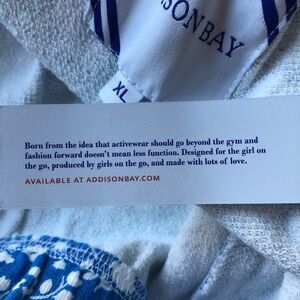 SON BAY
XL
Born from the idea that activewear should go beyond the gym and
fashion forward doesn't mean less function. Designed for the girl on
the go, produced by girls on the go, and made with lots of love.
AVAILABLE AT ADDISONBAY.COM